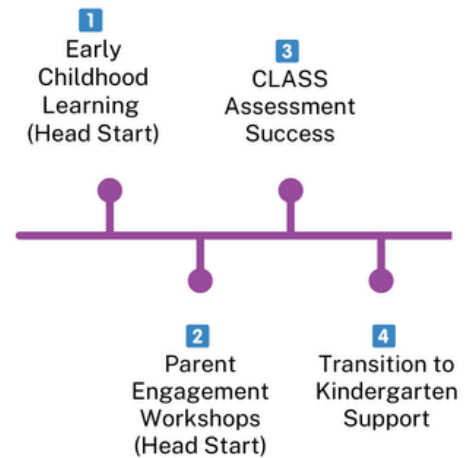 1
Early
Childhood
Learning
(Head Start)
2
Parent
Engagement
Workshops
(Head Start)
3
CLASS
Assessment
Success
4
Transition to
Kindergarten
Support